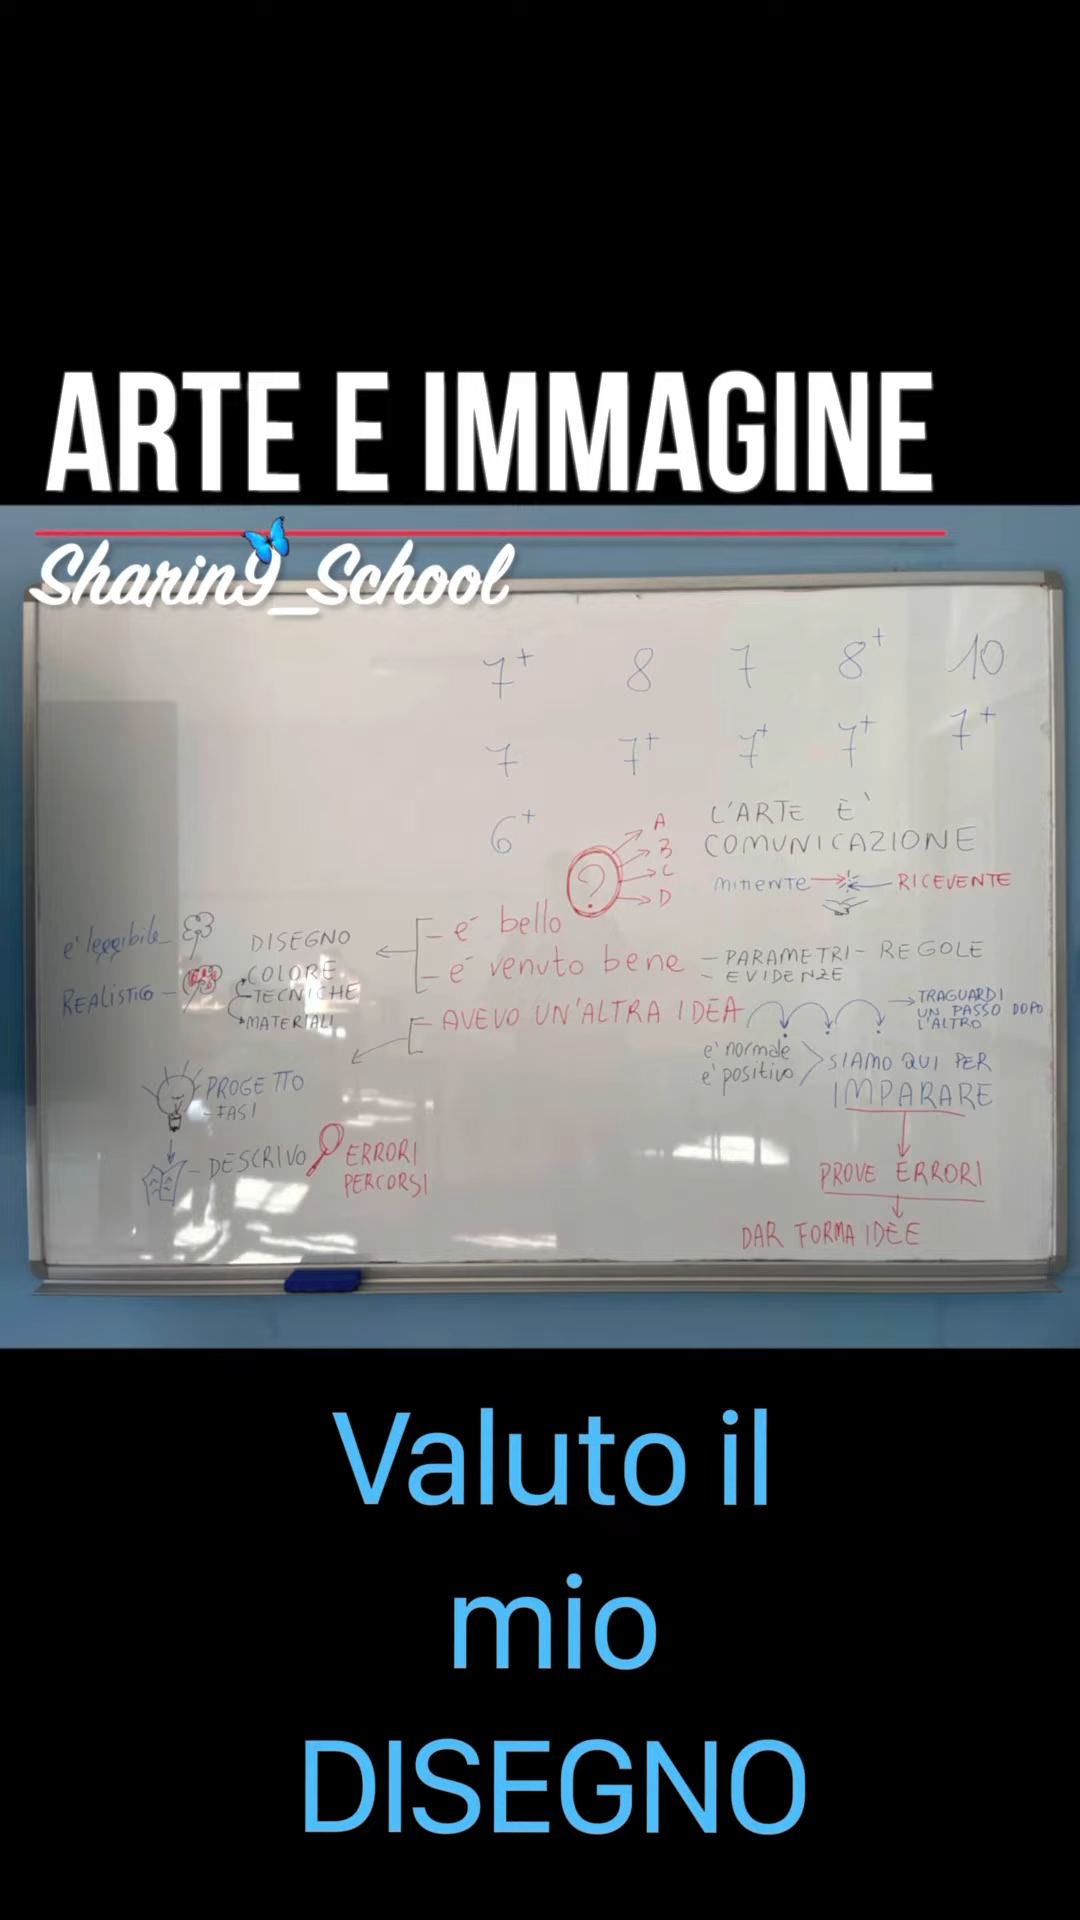 ARTE E IMMAGINE
Sharing_School
7+ 8 7 8+ 10
7 7+ 7+ 7+ 7+
6+
? A
B
C
D
L'ARTE È
COMUNICAZIONE
MITTENTE RICEVENTE
- e' bello
- e' venuto bene
- PARAMETRI - REGOLE
- EVIDENZE
- AVEVO UN'ALTRA IDEA
TRAGUARDI
UN PASSO DOPO
L'ALTRO
e' normale
e' positivo
SIAMO QUI PER
IMPARARE
PROVE ERRORI
DAR FORMA IDEE
e' leggibile -
REALISTICO -
DISEGNO
COLORE
TECNICHE
MATERIALI
PROGETTO
- FASI
- DESCRIVO
ERRORI
PERCORSI
Valuto il
mio
DISEGNO